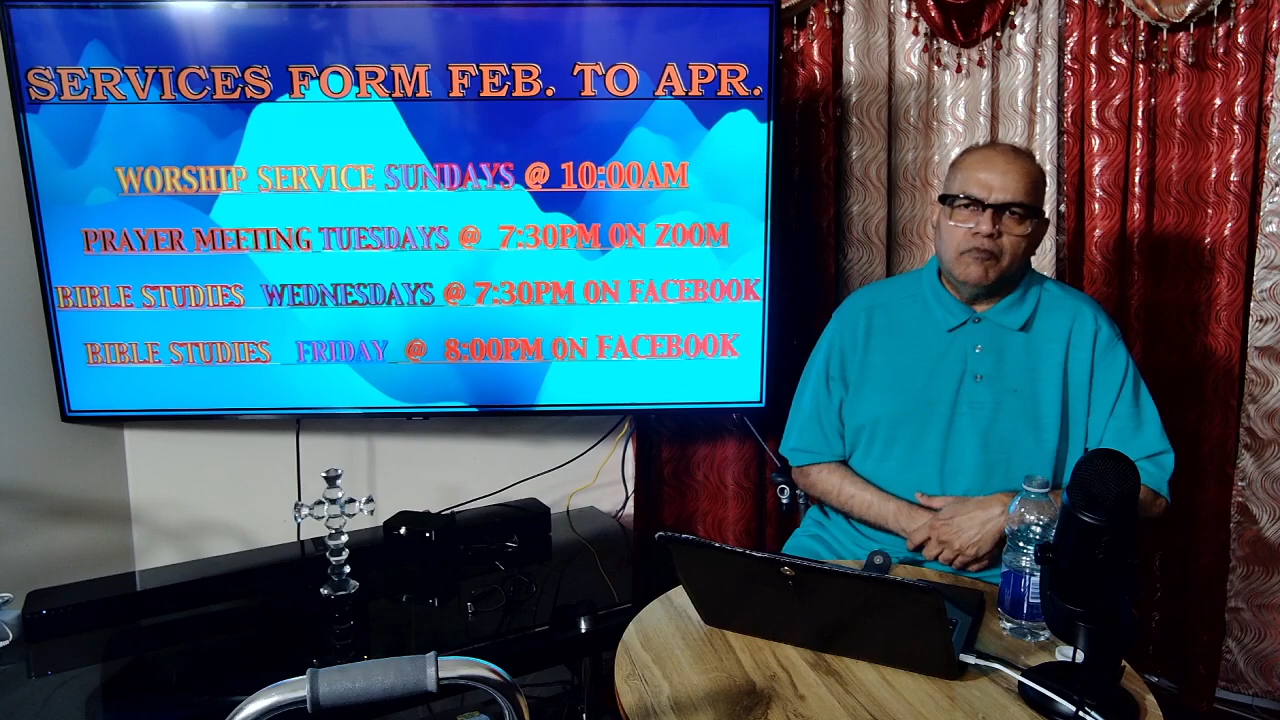 SERVICES FORM FEB. TO APR.
WORSHIP SERVICE SUNDAYS @ 10:00AM
PRAYER MEETING TUESDAYS @ 7:30PM ON ZOOM
BIBLE STUDIES WEDNESDAYS @ 7:30PM ON FACEBOOK
BIBLE STUDIES FRIDAY @ 8:00PM ON FACEBOOK